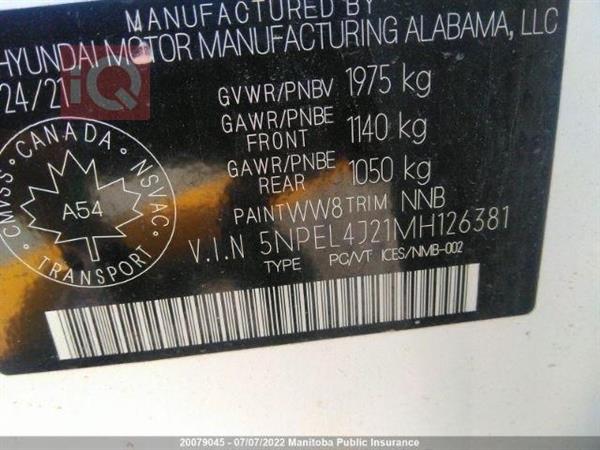 MANUFACTURED BY
HYUNDAI MOTOR MANUFACTURING ALABAMA, LLC
24/21
iQ
GVWR/PNBV 1975 kg
GAWR/PNBE FRONT 1140 kg
GAWR/PNBE REAR 1050 kg
PAINT WW8 TRIM NNB
V.I.N 5NPEL4J21MH126381
TYPE PC/VT ICES/NMB-002
CANADA
CMVSS NSVAC
A54
TRANSPORT
20079045 - 07/07/2022 Manitoba Public Insurance